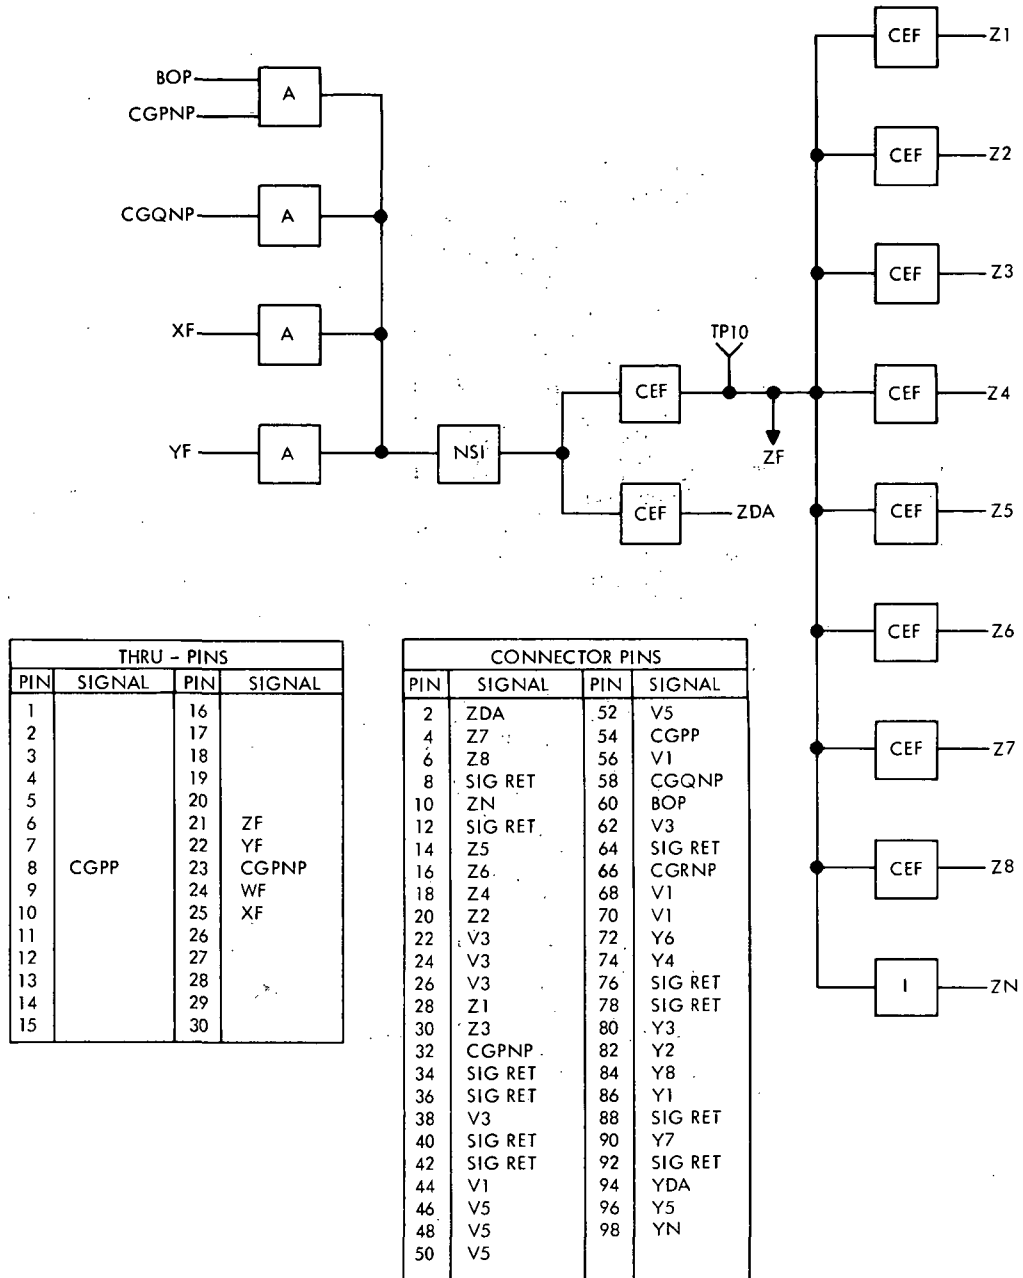 CEF Z1
BOP
A
CGPNP
CEF Z2
CGQNP A
CEF Z3
XF A
TP10
CEF CEF Z4
YF A NSI
ZF
CEF ZDA
CEF Z5
CEF Z6
CEF Z7
CEF Z8
I ZN
THRU - PINS
PIN SIGNAL PIN SIGNAL
1 16
2 17
3 18
4 19
5 20
6 21 ZF
7 22 YF
8 CGPP 23 CGPNP
9 24 WF
10 25 XF
11 26
12 27
13 28
14 29
15 30
CONNECTOR PINS
PIN SIGNAL PIN SIGNAL
2 ZDA 52 V5
4 Z7 54 CGPP
6 Z8 56 V1
8 SIG RET 58 CGQNP
10 ZN 60 BOP
12 SIG RET 62 V3
14 Z5 64 SIG RET
16 Z6 66 CGRNP
18 Z4 68 V1
20 Z2 70 V1
22 V3 72 Y6
24 V3 74 Y4
26 V3 76 SIG RET
28 Z1 78 SIG RET
30 Z3 80 Y3
32 CGPNP 82 Y2
34 SIG RET 84 Y8
36 SIG RET 86 Y1
38 V3 88 SIG RET
40 SIG RET 90 Y7
42 SIG RET 92 SIG RET
44 V1 94 YDA
46 V5 96 Y5
48 V5 98 YN
50 V5